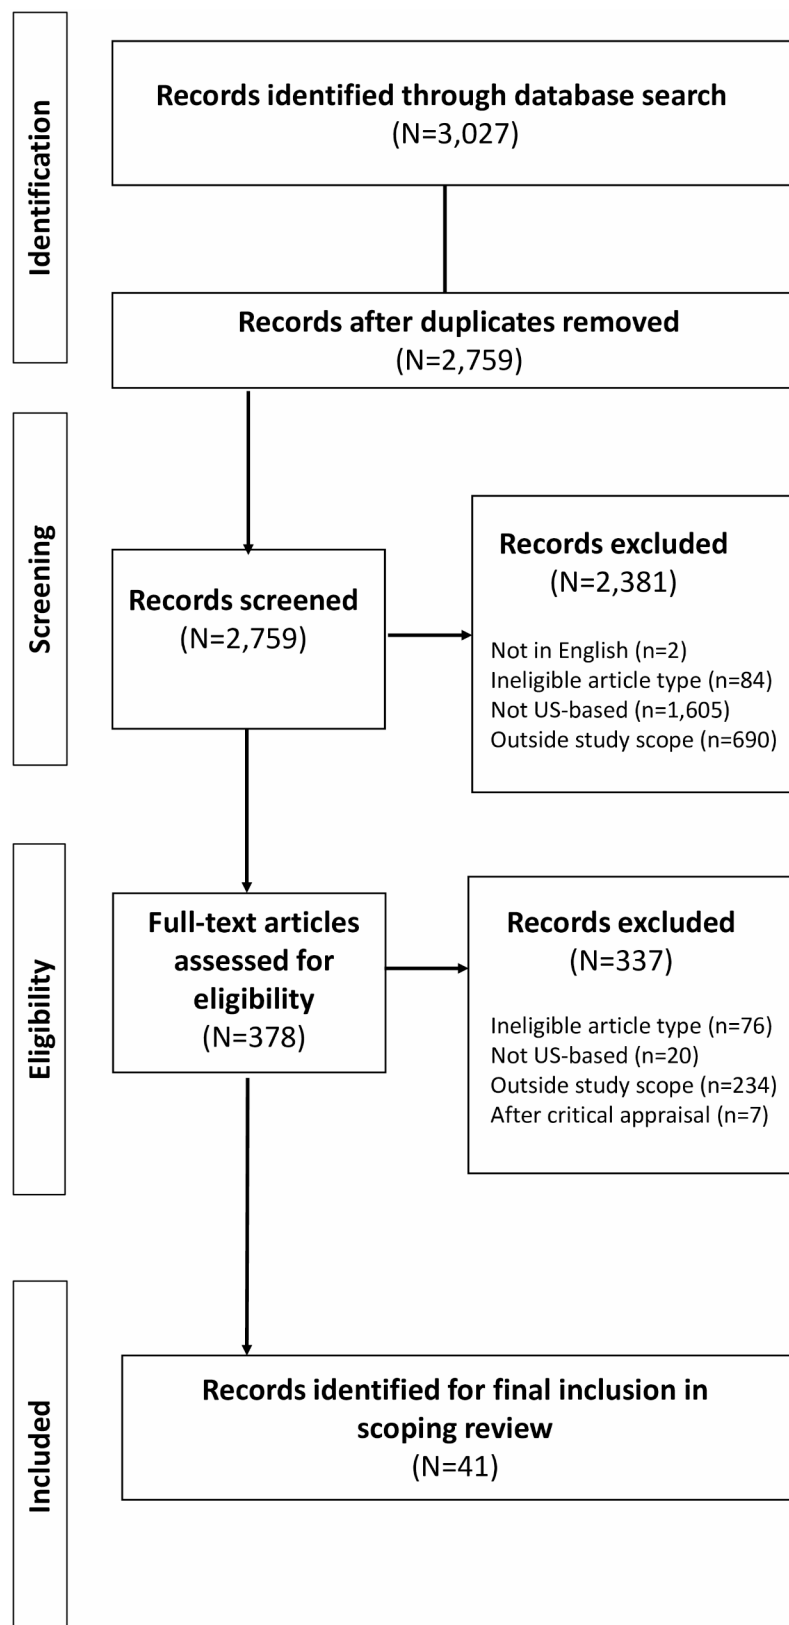 Identification
Records identified through database search
(N=3,027)
Records after duplicates removed
(N=2,759)
Screening
Records screened
(N=2,759)
Records excluded
(N=2,381)
Not in English (n=2)
Ineligible article type (n=84)
Not US-based (n=1,605)
Outside study scope (n=690)
Eligibility
Full-text articles
assessed for
eligibility
(N=378)
Records excluded
(N=337)
Ineligible article type (n=76)
Not US-based (n=20)
Outside study scope (n=234)
After critical appraisal (n=7)
Included
Records identified for final inclusion in
scoping review
(N=41)